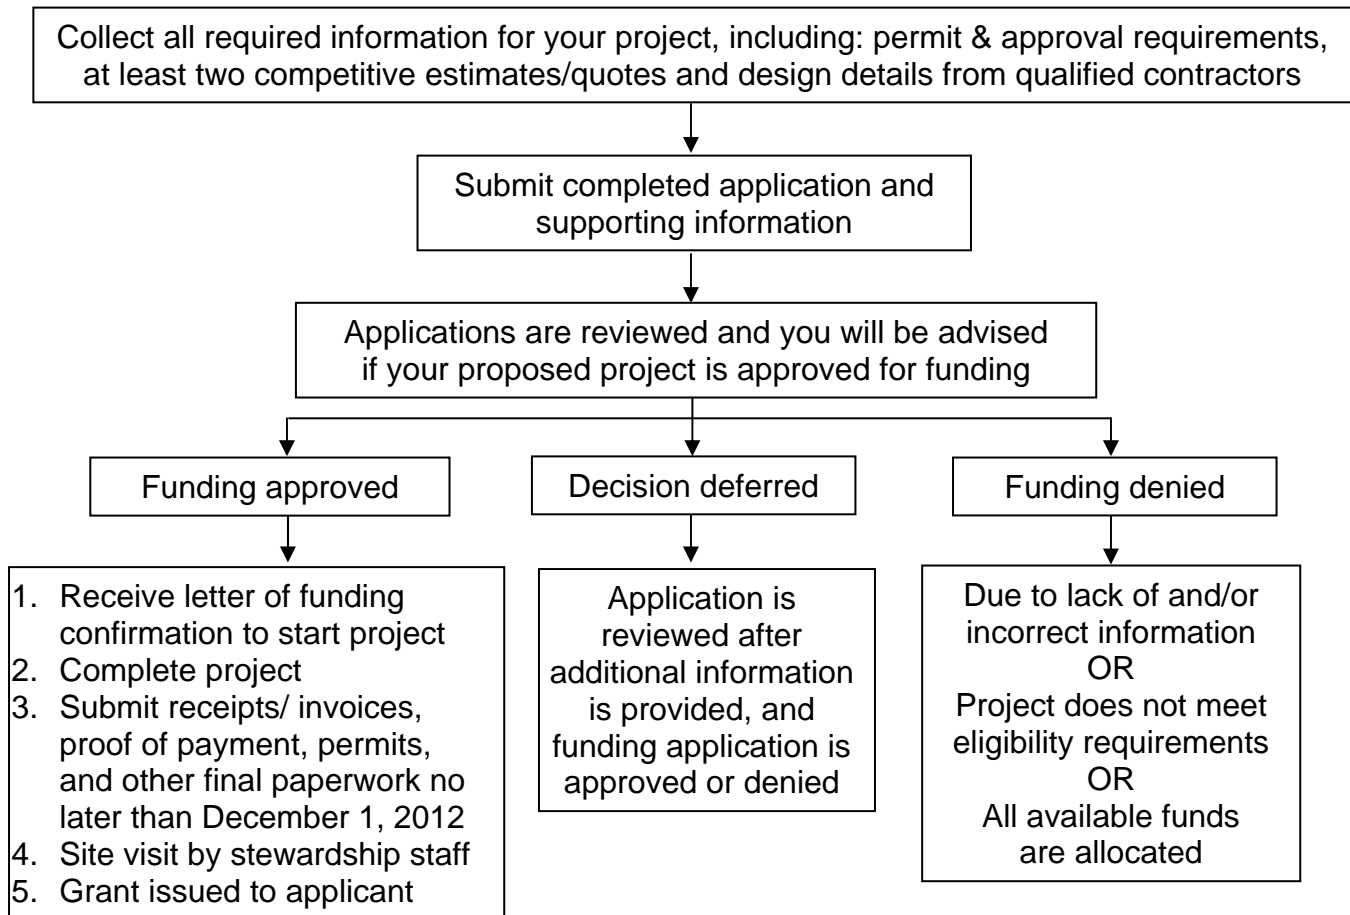 Collect all required information for your project, including: permit & approval requirements,
at least two competitive estimates/quotes and design details from qualified contractors
Submit completed application and
supporting information
Applications are reviewed and you will be advised
if your proposed project is approved for funding
Funding approved
Decision deferred
Funding denied
1. Receive letter of funding
confirmation to start project
2. Complete project
3. Submit receipts/ invoices,
proof of payment, permits,
and other final paperwork no
later than December 1, 2012
4. Site visit by stewardship staff
5. Grant issued to applicant
Application is
reviewed after
additional information
is provided, and
funding application is
approved or denied
Due to lack of and/or
incorrect information
OR
Project does not meet
eligibility requirements
OR
All available funds
are allocated